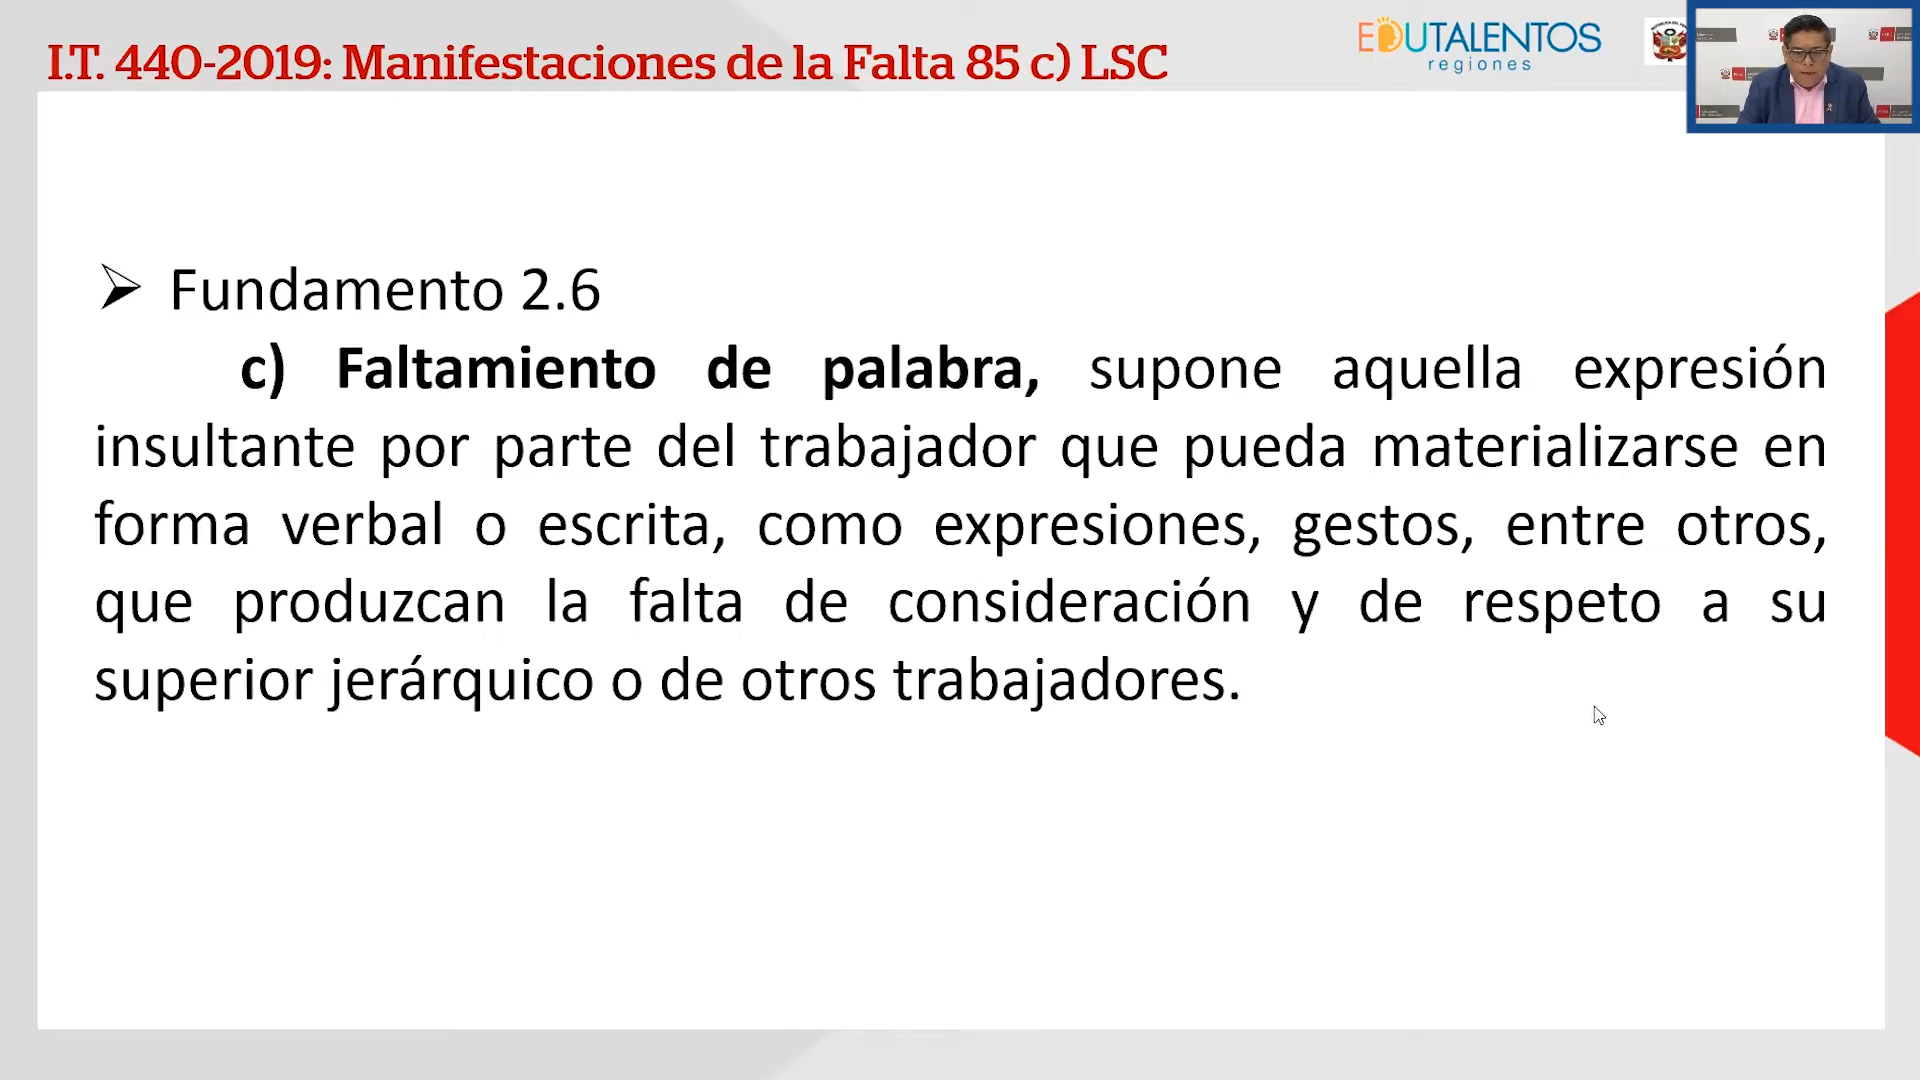 I.T. 440-2019: Manifestaciones de la Falta 85 c) LSC
EDUTALENTOS
regiones
➢ Fundamento 2.6
c) Faltamiento de palabra, supone aquella expresión
insultante por parte del trabajador que pueda materializarse en
forma verbal o escrita, como expresiones, gestos, entre otros,
que produzcan la falta de consideración y de respeto a su
superior jerárquico o de otros trabajadores.